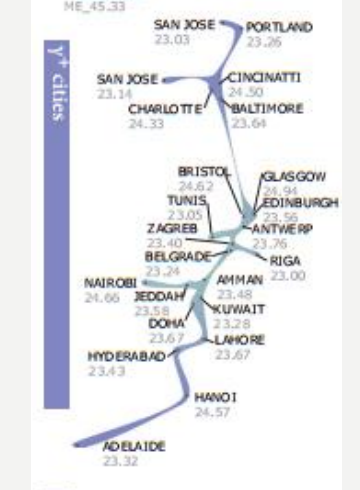 ME_45.33
SAN JOSE
23.03
PORTLAND
23.26
γ+ cities
SAN JOSE
23.14
CINCINATTI
24.50
CHARLOTTE
24.33
BALTIMORE
23.64
BRISTOL
24.62
GLASGOW
24.94
TUNIS
23.05
EDINBURGH
23.56
ZAGREB
23.40
ANTWERP
23.76
BELGRADE
23.24
RIGA
23.00
NAIROBI
24.66
AMMAN
23.48
JEDDAH
23.58
KUWAIT
23.28
DOHA
23.67
LAHORE
23.67
HYDERABAD
23.43
HANOI
24.57
ADELAIDE
23.32